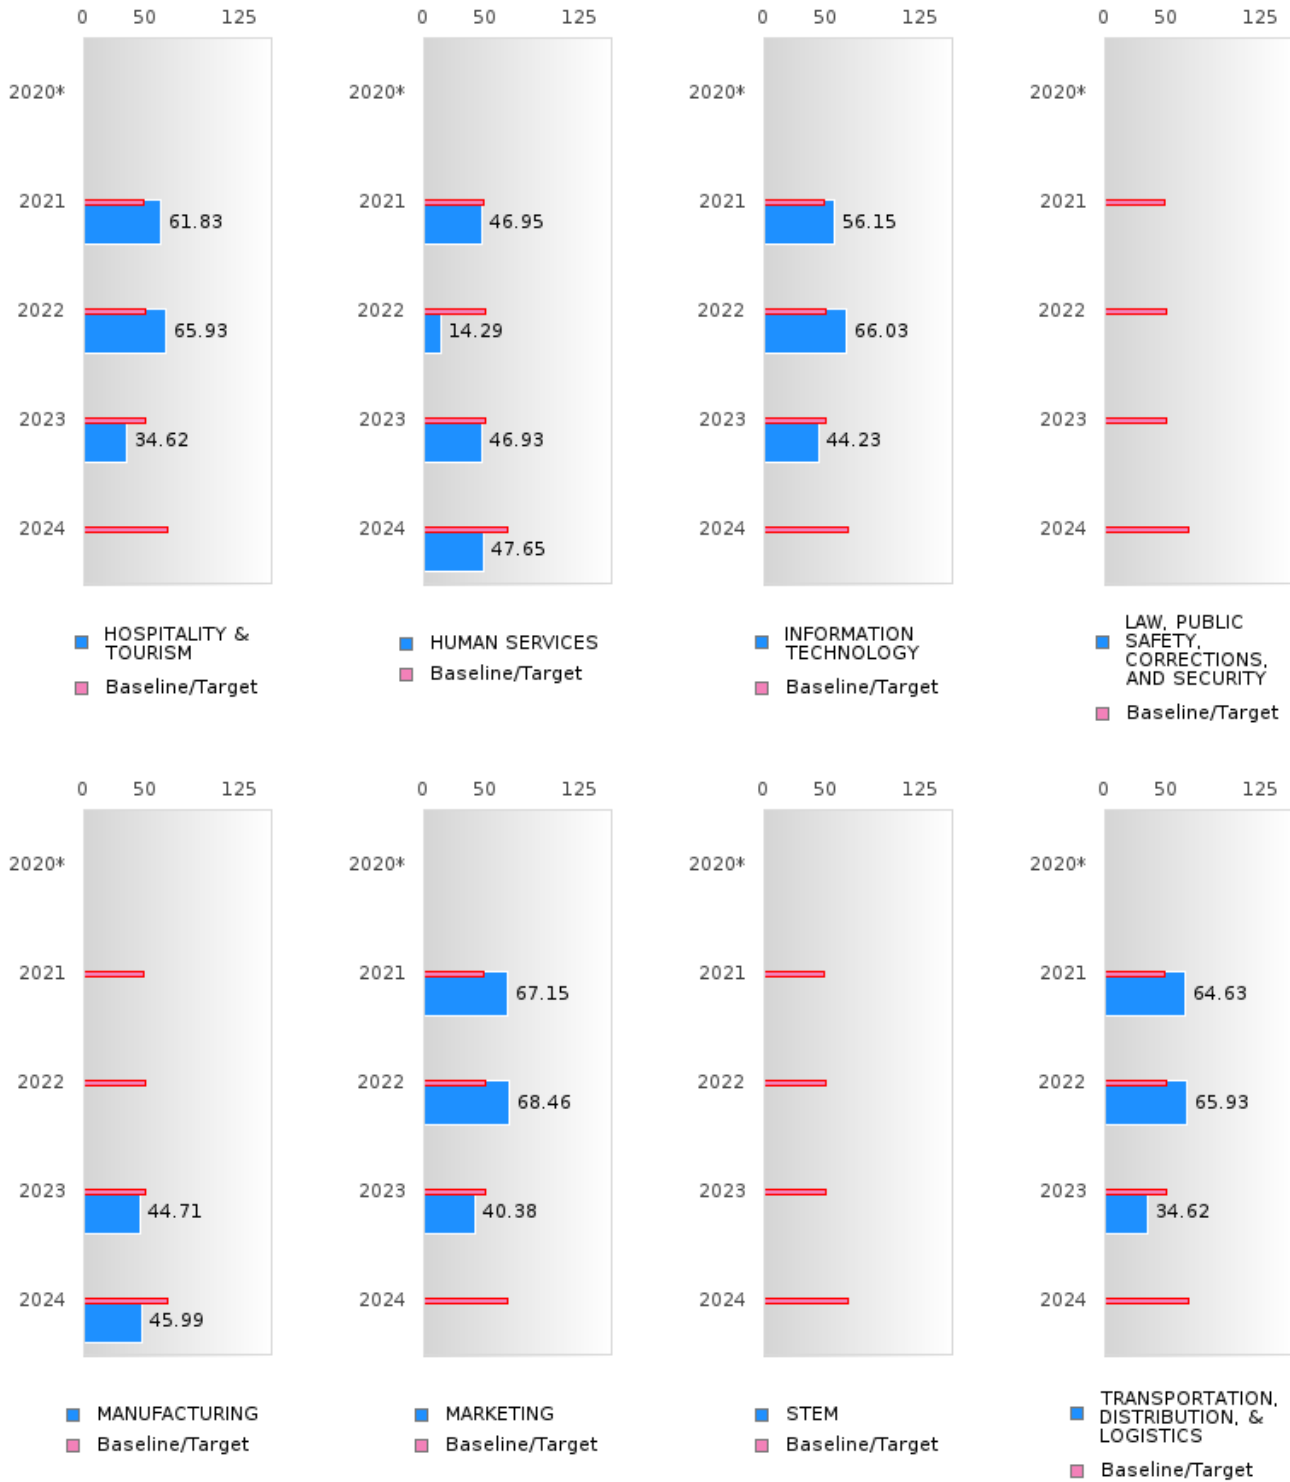 0 50 125
0 50 125
0 50 125
0 50 125
2020*
2020*
2020*
2020*
2021
61.83
2021
46.95
2021
56.15
2021
2022
65.93
2022
14.29
2022
66.03
2022
2023
34.62
2023
46.93
2023
44.23
2023
2024
2024
47.65
2024
2024
HOSPITALITY &
TOURISM
Baseline/Target
HUMAN SERVICES
Baseline/Target
INFORMATION
TECHNOLOGY
Baseline/Target
LAW, PUBLIC
SAFETY,
CORRECTIONS,
AND SECURITY
Baseline/Target
0 50 125
0 50 125
0 50 125
0 50 125
2020*
2020*
2020*
2020*
2021
2021
67.15
2021
2021
64.63
2022
2022
68.46
2022
2022
65.93
2023
44.71
2023
40.38
2023
2023
34.62
2024
45.99
2024
2024
2024
MANUFACTURING
Baseline/Target
MARKETING
Baseline/Target
STEM
Baseline/Target
TRANSPORTATION,
DISTRIBUTION, &
LOGISTICS
Baseline/Target